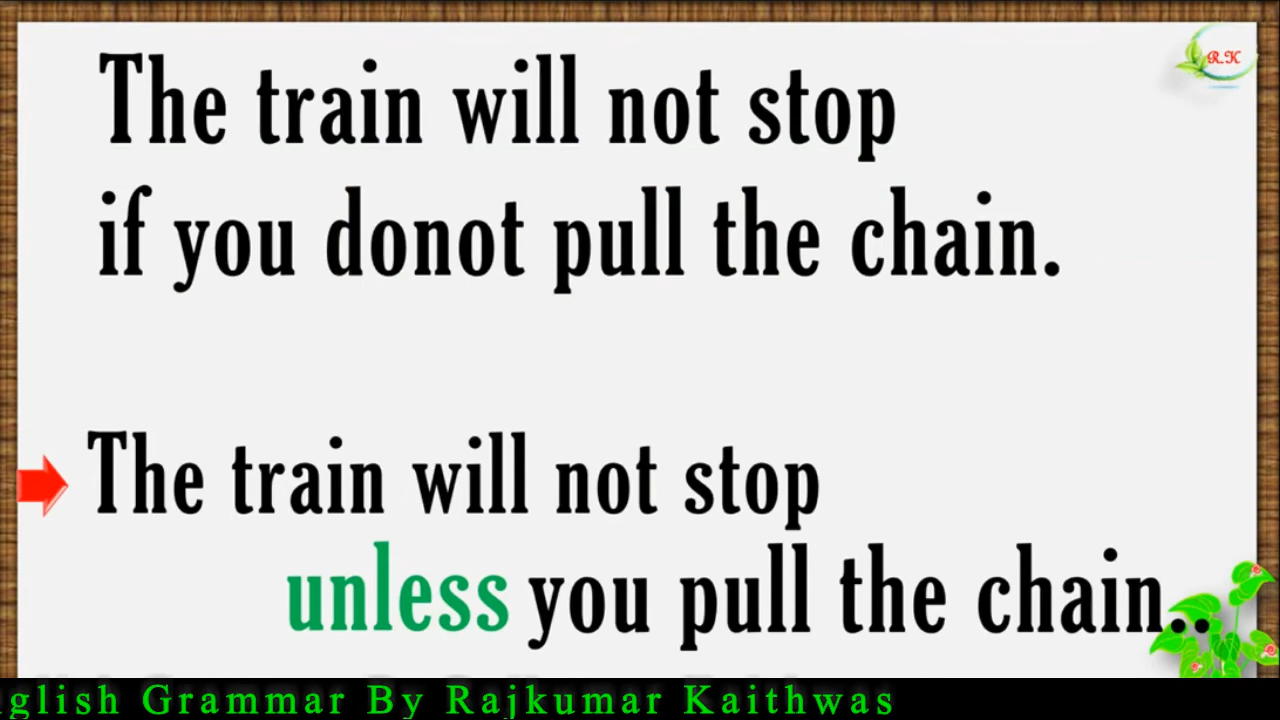 R.K
The train will not stop
if you donot pull the chain.
The train will not stop
unless you pull the chain..
glish Grammar By Rajkumar Kaithwas